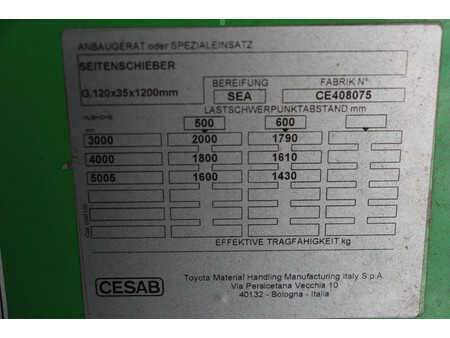 ANBAUGERÄT oder SPEZIALEINSATZ
SEITENSCHIEBER
G.120x35x1200mm
BEREIFUNG
SEA
FABRIK N°
CE408075
LASTSCHWERPUNKTABSTAND mm
mm 500 600
3000 2000 1790
4000 1800 1610
5005 1600 1430
EFFEKTIVE TRAGFÄHIGKEIT kg
CESAB
Toyota Material Handling Manufacturing Italy S.p.A.
Via Persicetana Vecchia 10
40132 - Bologna - Italia